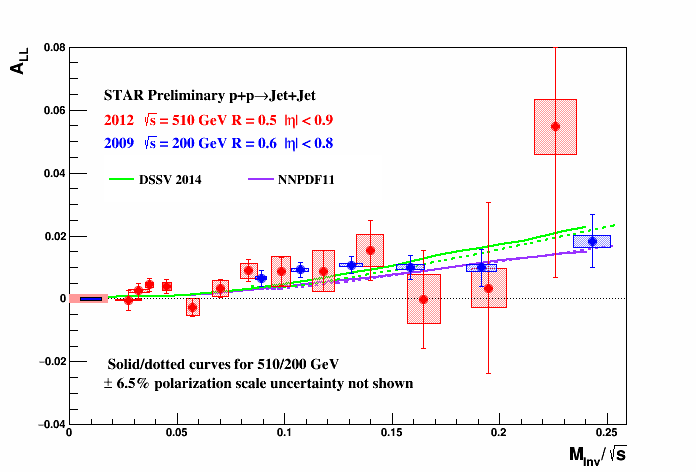 0.08
A_LL
STAR Preliminary p+p→Jet+Jet
0.06
2012 √s = 510 GeV R = 0.5 |η| < 0.9
2009 √s = 200 GeV R = 0.6 |η| < 0.8
0.04
DSSV 2014 NNPDF11
0.02
0
−0.02
Solid/dotted curves for 510/200 GeV
± 6.5% polarization scale uncertainty not shown
−0.04
0 0.05 0.1 0.15 0.2 0.25
M_Inv/√s